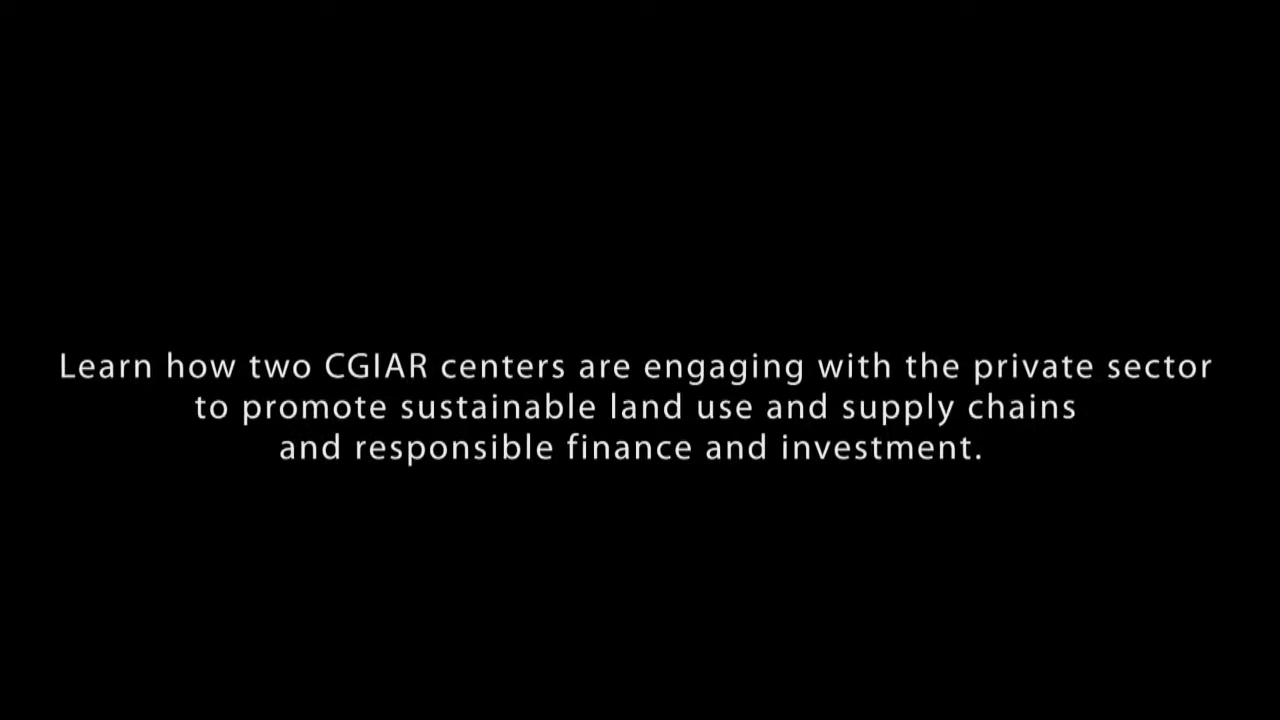 Learn how two CGIAR centers are engaging with the private sector
to promote sustainable land use and supply chains
and responsible finance and investment.